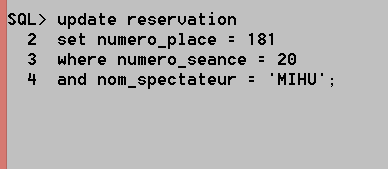 SQL> update reservation
2 set numero_place = 181
3 where numero_seance = 20
4 and nom_spectateur = 'MIHU';